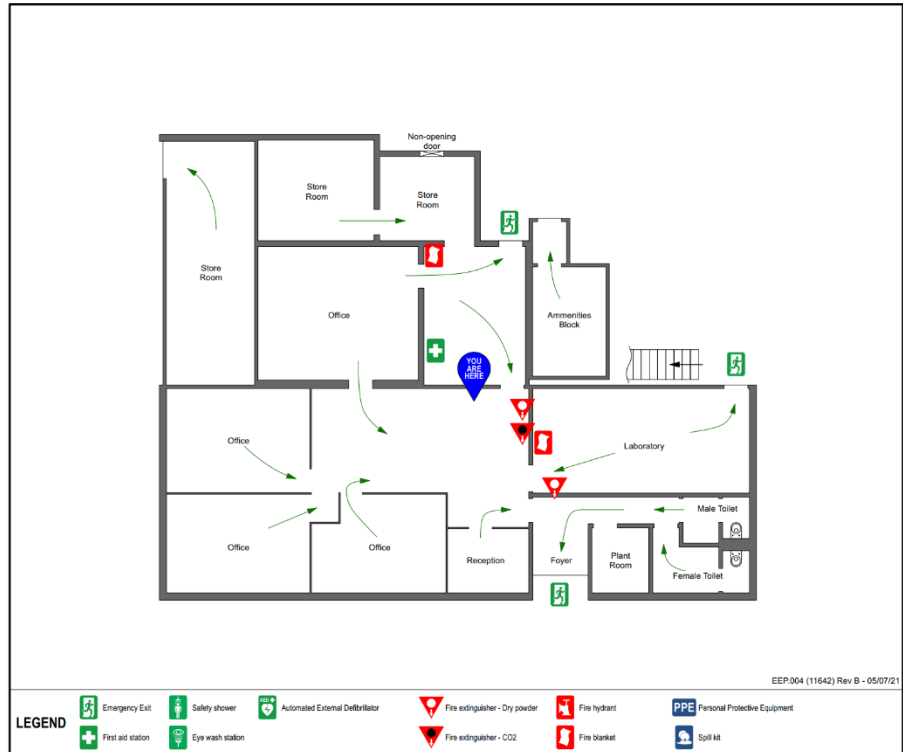 Non-opening
door
Store
Room
Store
Room
Store
Room
Office
Ammenities
Block
YOU
ARE
HERE
Office
Laboratory
Office
Office
Reception
Foyer
Plant
Room
Male Toilet
Female Toilet
EEP.004 (11642) Rev B - 05/07/21
LEGEND
Emergency Exit
Safety shower
AED
Automated External Defibrillator
Fire extinguisher - Dry powder
Fire hydrant
PPE
Personal Protective Equipment
First aid station
Eye wash station
Fire extinguisher - CO2
Fire blanket
Spill kit